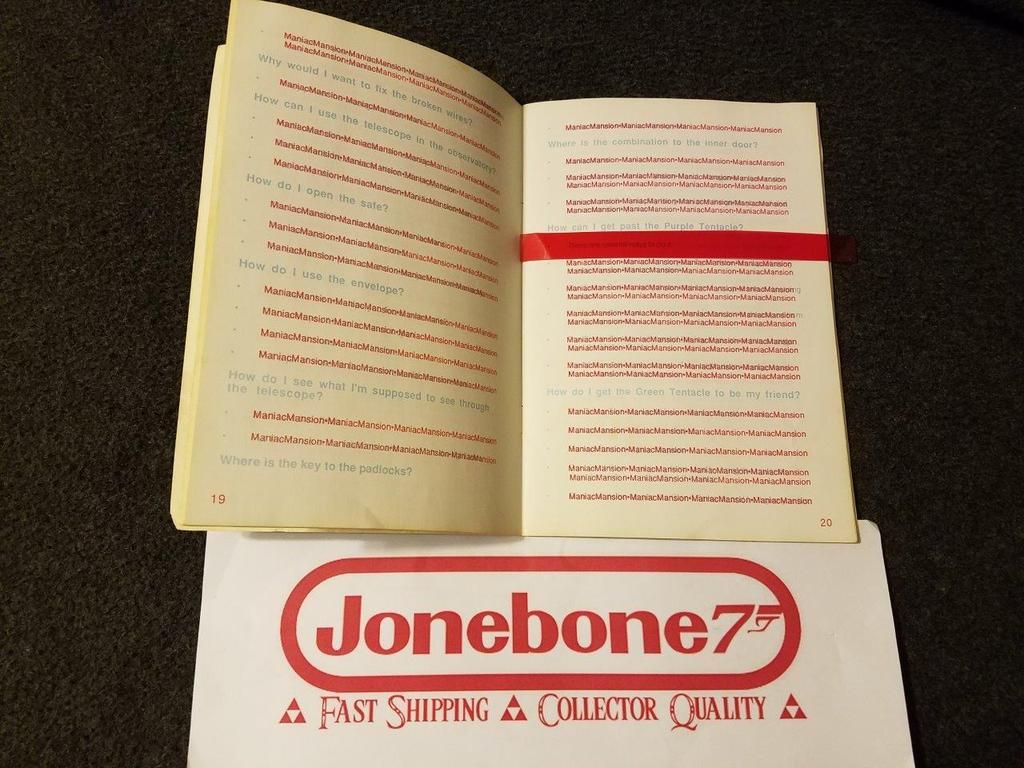 ManiacMansion•ManiacMansion•ManiacMansion•ManiacMansion
ManiacMansion•ManiacMansion•ManiacMansion•ManiacMansion
Why would I want to fix the broken wires?
ManiacMansion•ManiacMansion•ManiacMansion•ManiacMansion
How can I use the telescope in the observatory?
ManiacMansion•ManiacMansion•ManiacMansion•ManiacMansion
ManiacMansion•ManiacMansion•ManiacMansion•ManiacMansion
ManiacMansion•ManiacMansion•ManiacMansion•ManiacMansion
How do I open the safe?
ManiacMansion•ManiacMansion•ManiacMansion•ManiacMansion
ManiacMansion•ManiacMansion•ManiacMansion•ManiacMansion
ManiacMansion•ManiacMansion•ManiacMansion•ManiacMansion
How do I use the envelope?
ManiacMansion•ManiacMansion•ManiacMansion•ManiacMansion
ManiacMansion•ManiacMansion•ManiacMansion•ManiacMansion
ManiacMansion•ManiacMansion•ManiacMansion•ManiacMansion
ManiacMansion•ManiacMansion•ManiacMansion•ManiacMansion
How do I see what I'm supposed to see through
the telescope?
ManiacMansion•ManiacMansion•ManiacMansion•ManiacMansion
ManiacMansion•ManiacMansion•ManiacMansion•ManiacMansion
Where is the key to the padlocks?
19
ManiacMansion•ManiacMansion•ManiacMansion•ManiacMansion
Where is the combination to the inner door?
ManiacMansion•ManiacMansion•ManiacMansion•ManiacMansion
ManiacMansion•ManiacMansion•ManiacMansion•ManiacMansion
ManiacMansion•ManiacMansion•ManiacMansion•ManiacMansion
ManiacMansion•ManiacMansion•ManiacMansion•ManiacMansion
ManiacMansion•ManiacMansion•ManiacMansion•ManiacMansion
How can I get past the Purple Tentacle?
There are several ways to do it.
ManiacMansion•ManiacMansion•ManiacMansion•ManiacMansion
ManiacMansion•ManiacMansion•ManiacMansion•ManiacMansion
ManiacMansion•ManiacMansion•ManiacMansion•ManiacMansion
ManiacMansion•ManiacMansion•ManiacMansion•ManiacMansion
ManiacMansion•ManiacMansion•ManiacMansion•ManiacMansion
ManiacMansion•ManiacMansion•ManiacMansion•ManiacMansion
ManiacMansion•ManiacMansion•ManiacMansion•ManiacMansion
ManiacMansion•ManiacMansion•ManiacMansion•ManiacMansion
ManiacMansion•ManiacMansion•ManiacMansion•ManiacMansion
ManiacMansion•ManiacMansion•ManiacMansion•ManiacMansion
How do I get the Green Tentacle to be my friend?
ManiacMansion•ManiacMansion•ManiacMansion•ManiacMansion
ManiacMansion•ManiacMansion•ManiacMansion•ManiacMansion
ManiacMansion•ManiacMansion•ManiacMansion•ManiacMansion
ManiacMansion•ManiacMansion•ManiacMansion•ManiacMansion
ManiacMansion•ManiacMansion•ManiacMansion•ManiacMansion
ManiacMansion•ManiacMansion•ManiacMansion•ManiacMansion
20
Jonebone7
Fast Shipping Collector Quality